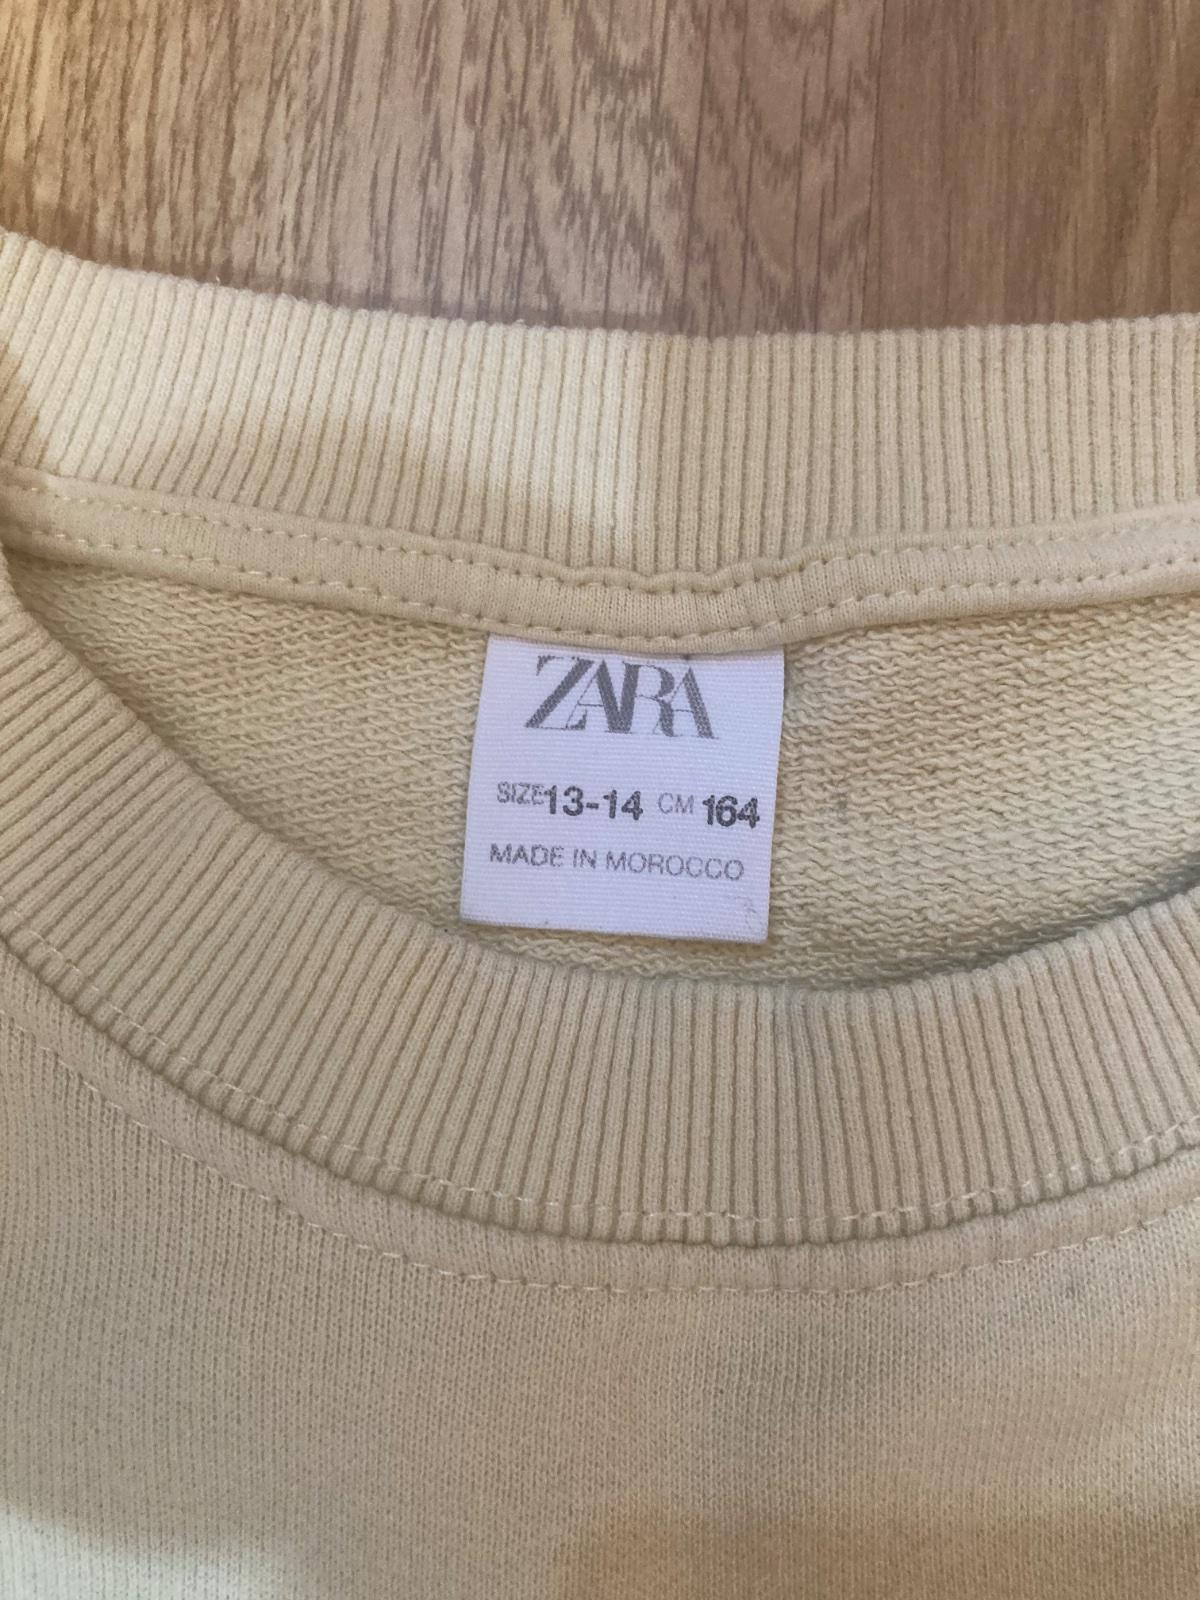 ZARA
SIZE 13-14 CM 164
MADE IN MOROCCO